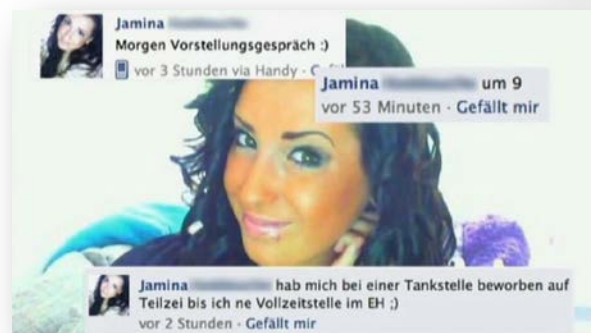 Jamina
Morgen Vorstellungsgespräch :)
vor 3 Stunden via Handy ·
Jamina um 9
vor 53 Minuten · Gefällt mir
Jamina hab mich bei einer Tankstelle beworben auf
Teilzei bis ich ne Vollzeitstelle im EH ;)
vor 2 Stunden · Gefällt mir